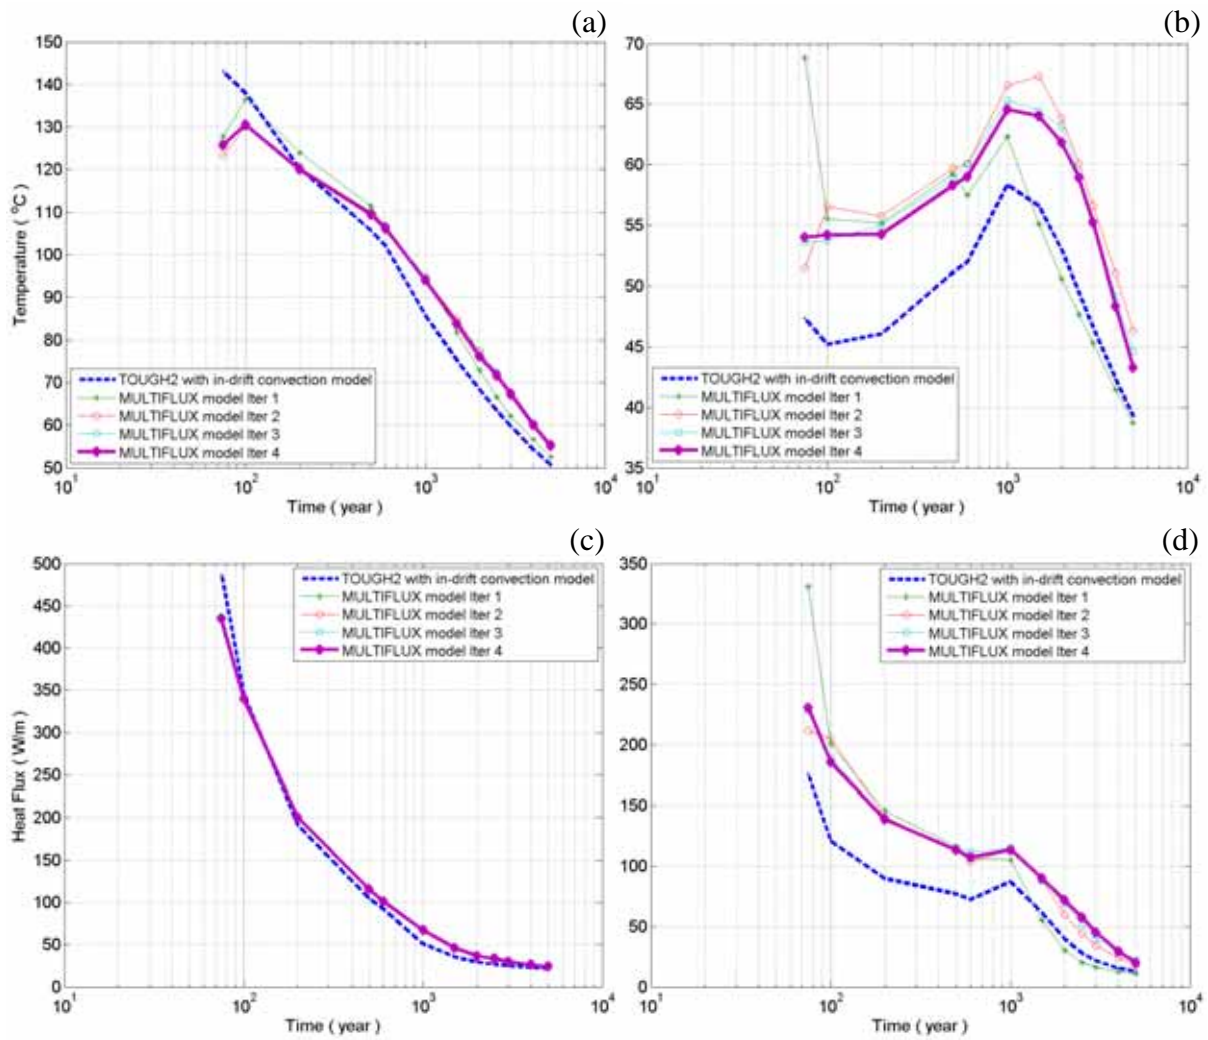 (a)
150
140
130
120
110
100
90
80
70
60
50
Temperature ( °C)
TOUGH2 with in-drift convection model
MULTIFLUX model Iter 1
MULTIFLUX model Iter 2
MULTIFLUX model Iter 3
MULTIFLUX model Iter 4
10^1 10^2 10^3 10^4
Time ( year )
(b)
70
65
60
55
50
45
40
35
TOUGH2 with in-drift convection model
MULTIFLUX model Iter 1
MULTIFLUX model Iter 2
MULTIFLUX model Iter 3
MULTIFLUX model Iter 4
10^1 10^2 10^3 10^4
Time ( year )
(c)
500
450
400
350
300
250
200
150
100
50
0
Heat Flux ( W/m )
TOUGH2 with in-drift convection model
MULTIFLUX model Iter 1
MULTIFLUX model Iter 2
MULTIFLUX model Iter 3
MULTIFLUX model Iter 4
10^1 10^2 10^3 10^4
Time ( year )
(d)
350
300
250
200
150
100
50
0
TOUGH2 with in-drift convection model
MULTIFLUX model Iter 1
MULTIFLUX model Iter 2
MULTIFLUX model Iter 3
MULTIFLUX model Iter 4
10^1 10^2 10^3 10^4
Time ( year )